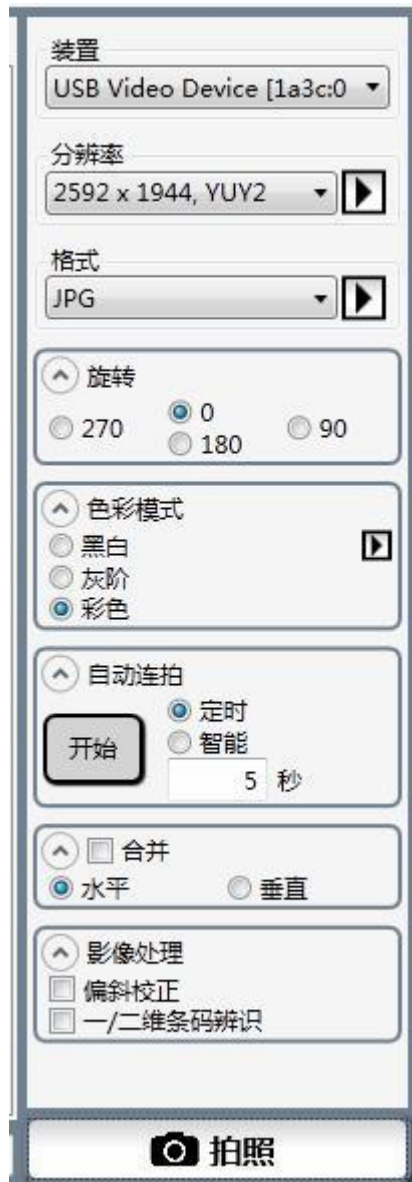 装置
USB Video Device [1a3c:0
分辨率
2592 x 1944, YUY2
格式
JPG
旋转
270
0
180
90
色彩模式
黑白
灰阶
彩色
自动连拍
开始
定时
智能
5 秒
合并
水平 垂直
影像处理
偏斜校正
一/二维条码辨识
拍照